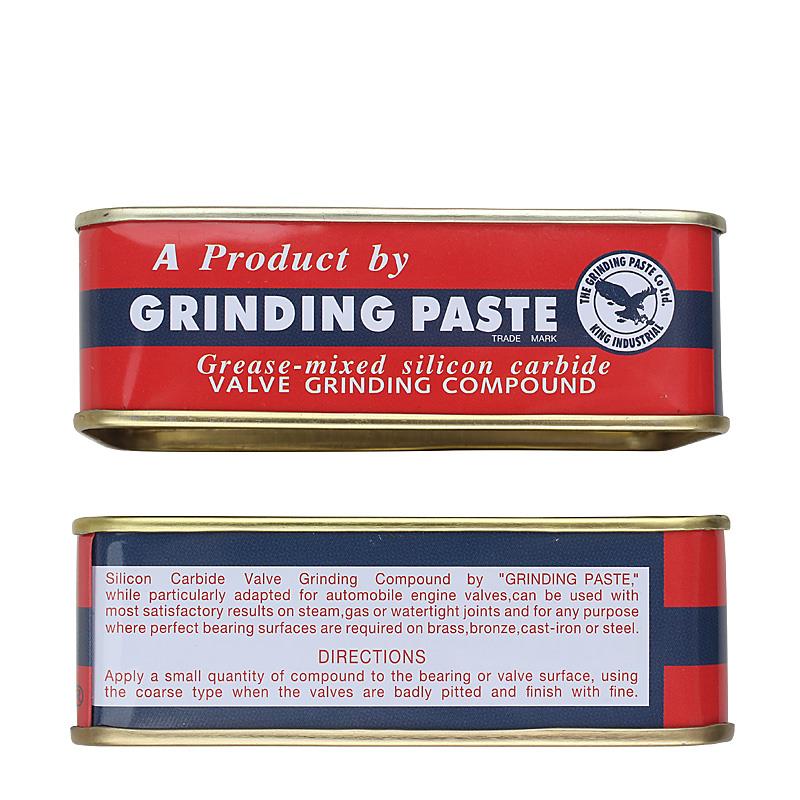 A Product by
GRINDING PASTE
TRADE MARK
THE GRINDING PASTE Co Ltd.
KING INDUSTRIAL
Grease-mixed silicon carbide
VALVE GRINDING COMPOUND
Silicon Carbide Valve Grinding Compound by "GRINDING PASTE,"
while particularly adapted for automobile engine valves,can be used with
most satisfactory results on steam,gas or watertight joints and for any purpose
where perfect bearing surfaces are required on brass,bronze,cast-iron or steel.
DIRECTIONS
Apply a small quantity of compound to the bearing or valve surface, using
the coarse type when the valves are badly pitted and finish with fine.
®